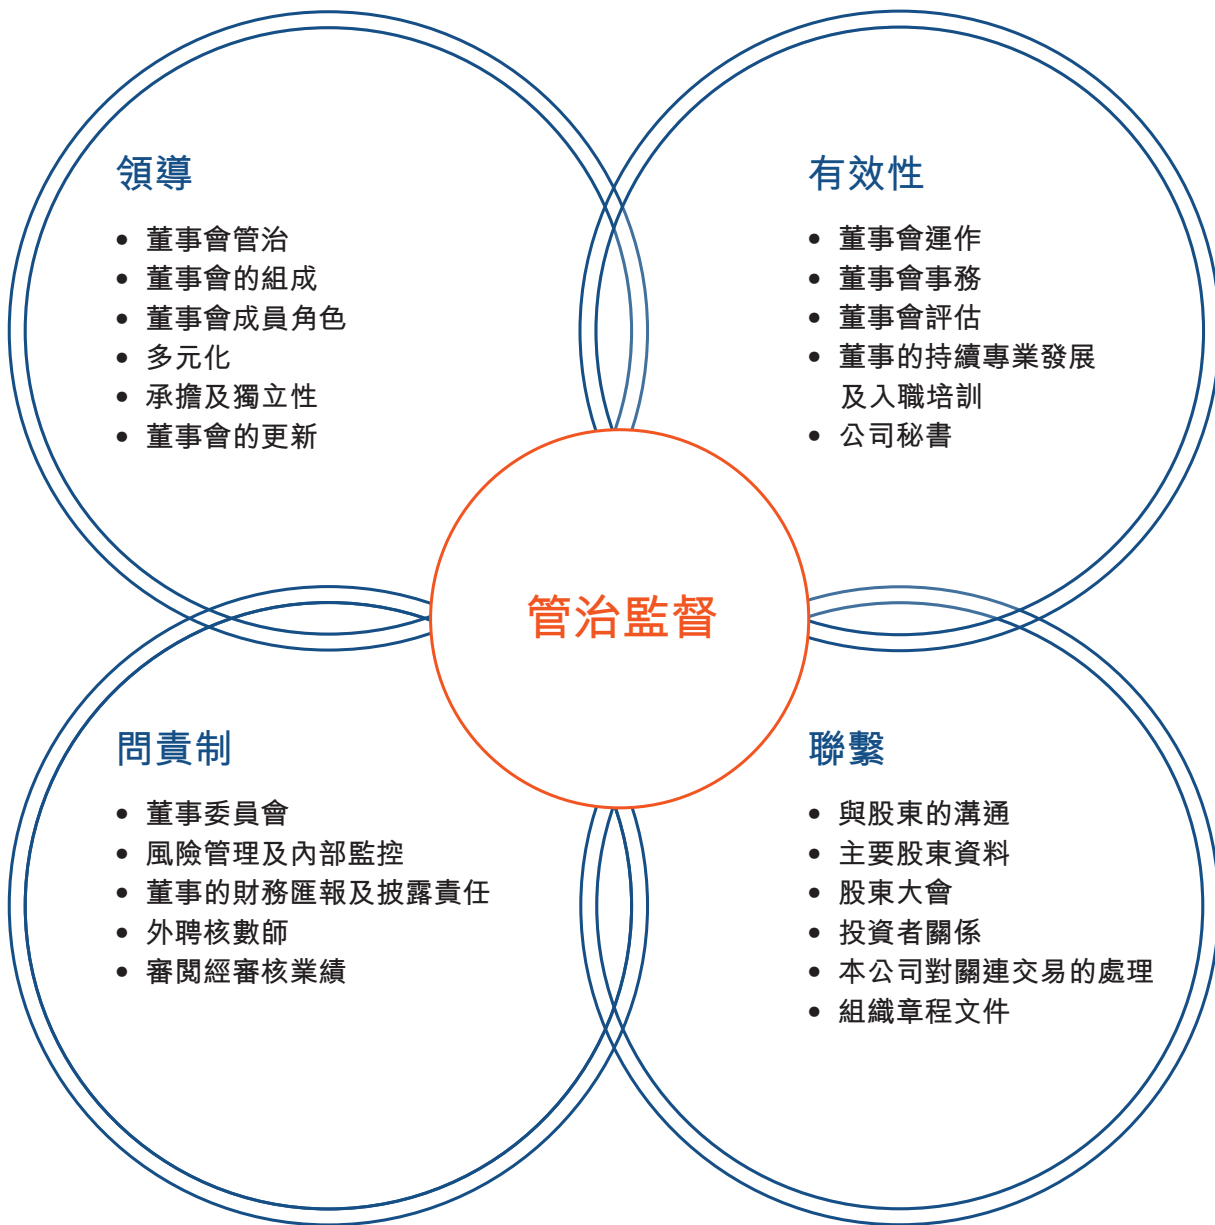 領導
• 董事會管治
• 董事會的組成
• 董事會成員角色
• 多元化
• 承擔及獨立性
• 董事會的更新
有效性
• 董事會運作
• 董事會事務
• 董事會評估
• 董事的持續專業發展
及入職培訓
• 公司秘書
管治監督
問責制
• 董事委員會
• 風險管理及內部監控
• 董事的財務匯報及披露責任
• 外聘核數師
• 審閱經審核業績
聯繫
• 與股東的溝通
• 主要股東資料
• 股東大會
• 投資者關係
• 本公司對關連交易的處理
• 組織章程文件